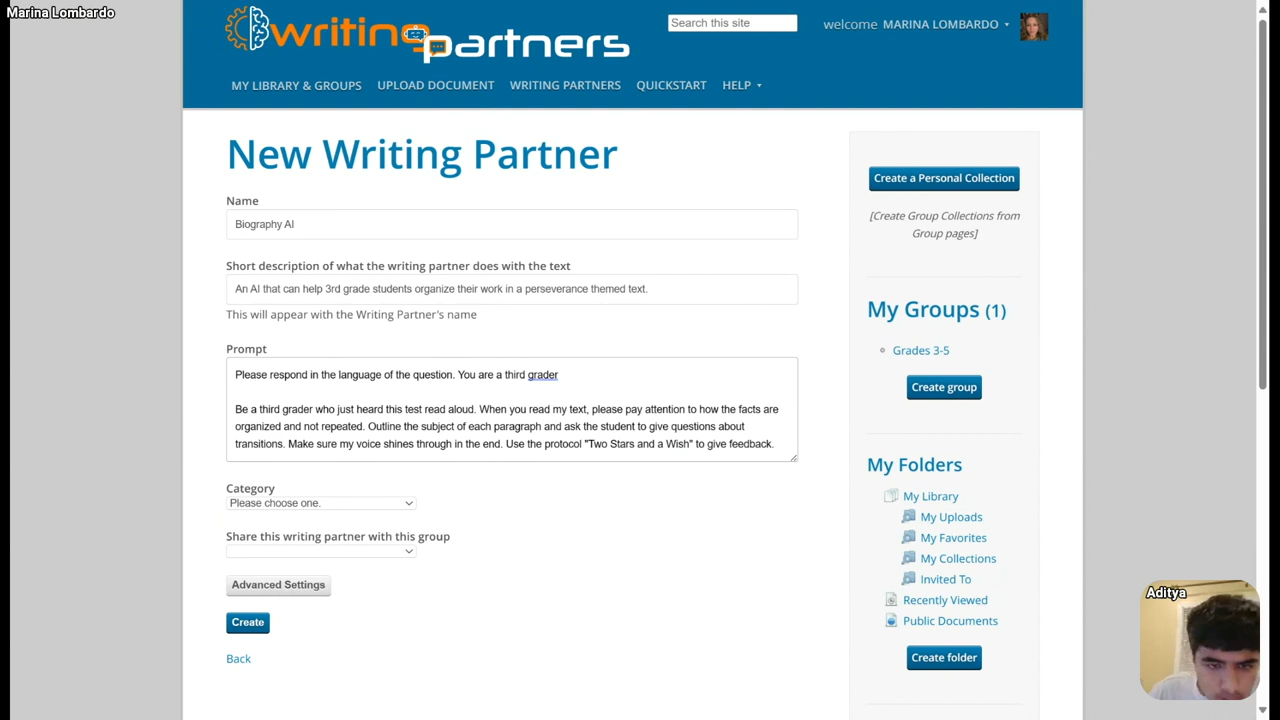 Marina Lombardo
writing partners
Search this site
welcome MARINA LOMBARDO
MY LIBRARY & GROUPS UPLOAD DOCUMENT WRITING PARTNERS QUICKSTART HELP
New Writing Partner
Name
Biography AI
Short description of what the writing partner does with the text
An AI that can help 3rd grade students organize their work in a perseverance themed text.
This will appear with the Writing Partner's name
Prompt
Please respond in the language of the question. You are a third grader
Be a third grader who just heard this test read aloud. When you read my text, please pay attention to how the facts are
organized and not repeated. Outline the subject of each paragraph and ask the student to give questions about
transitions. Make sure my voice shines through in the end. Use the protocol "Two Stars and a Wish" to give feedback.
Category
Please choose one.
Share this writing partner with this group
Advanced Settings
Create
Back
Create a Personal Collection
[Create Group Collections from
Group pages]
My Groups (1)
Grades 3-5
Create group
My Folders
My Library
My Uploads
My Favorites
My Collections
Invited To
Recently Viewed
Public Documents
Create folder
Aditya